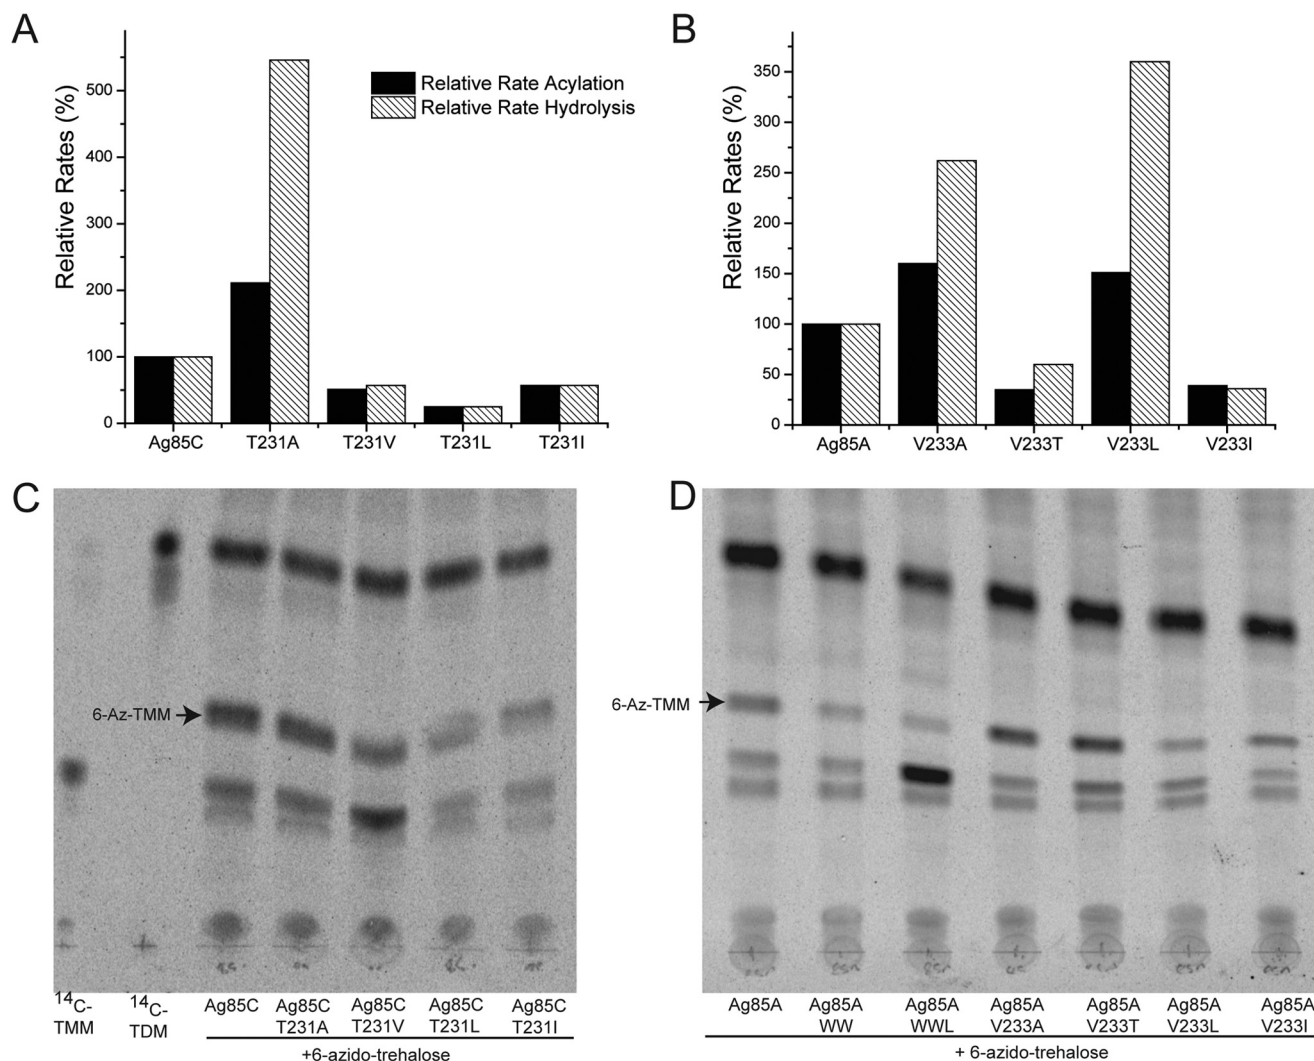 A
Relative Rates (%)
500
400
300
200
100
0
Relative Rate Acylation
Relative Rate Hydrolysis
Ag85C T231A T231V T231L T231I
B
Relative Rates (%)
350
300
250
200
150
100
50
0
Ag85A V233A V233T V233L V233I
C
6-Az-TMM
14C-TMM
14C-TDM
Ag85C
Ag85C T231A
Ag85C T231V
Ag85C T231L
Ag85C T231I
+6-azido-trehalose
D
6-Az-TMM
Ag85A
Ag85A WW
Ag85A WWL
Ag85A V233A
Ag85A V233T
Ag85A V233L
Ag85A V233I
+ 6-azido-trehalose